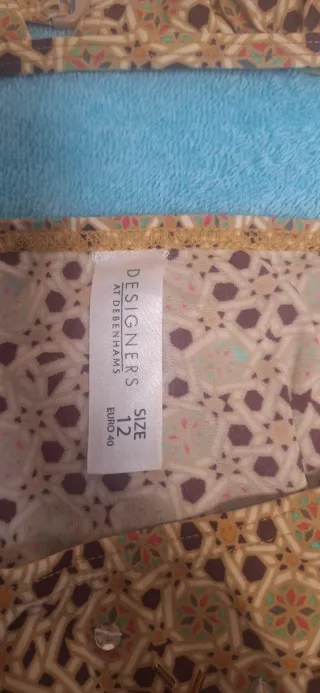 DESIGNERS
AT DEBENHAMS
SIZE
12
EURO 40